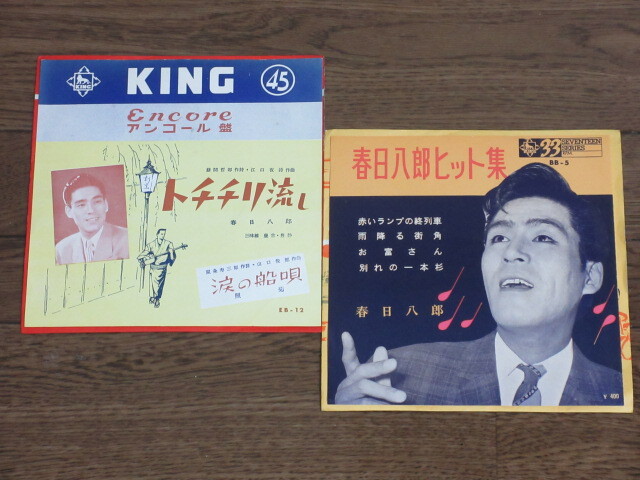 KING
KING
45
Encore
アンコール 盤
トチチリ流し
春日八郎
涙の船唄
EB-12
33
SEVENTEEN
SERIES
BB-5
春日八郎ヒット集
赤いランプの終列車
雨降る街角
お富さん
別れの一本杉
春日八郎
¥ 400